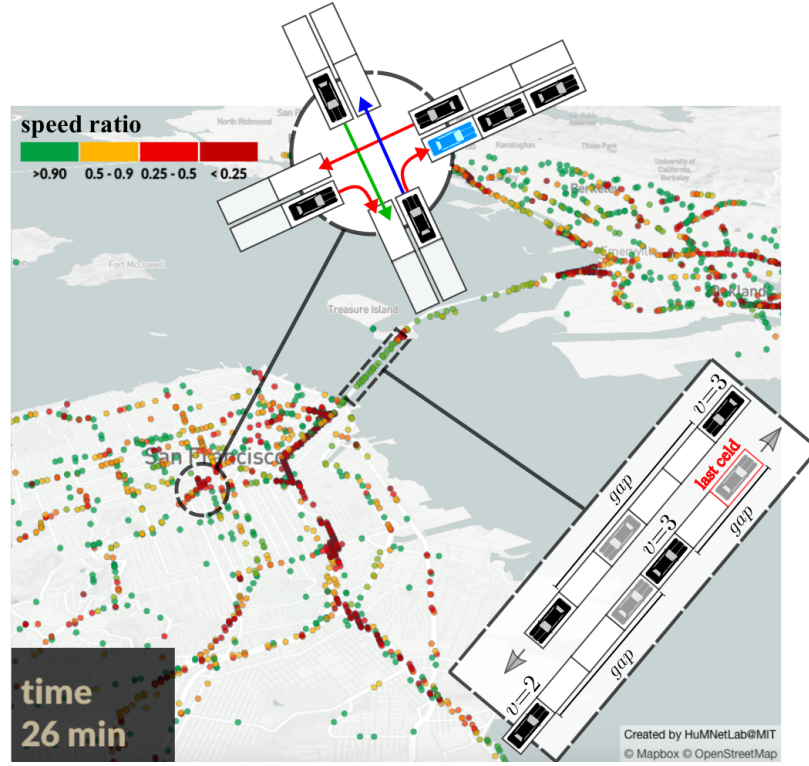 speed ratio
>0.90 0.5 - 0.9 0.25 - 0.5 < 0.25
North Richmond
Kensington
Tilden Park
University of
California,
Berkeley
Berkeley
Fort McDowell
Emeryville
Oakland
Treasure Island
San Francisco
v=3
gap
last celd
v=3
gap
gap
v=2
time
26 min
Created by HuMNetLab@MIT
© Mapbox © OpenStreetMap